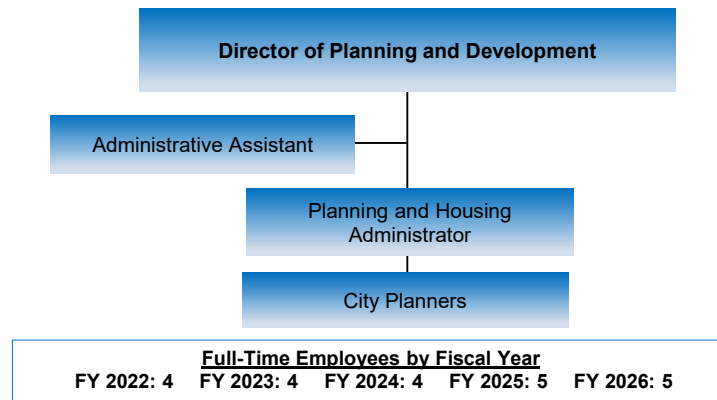 Director of Planning and Development
Administrative Assistant
Planning and Housing
Administrator
City Planners
Full-Time Employees by Fiscal Year
FY 2022: 4 FY 2023: 4 FY 2024: 4 FY 2025: 5 FY 2026: 5